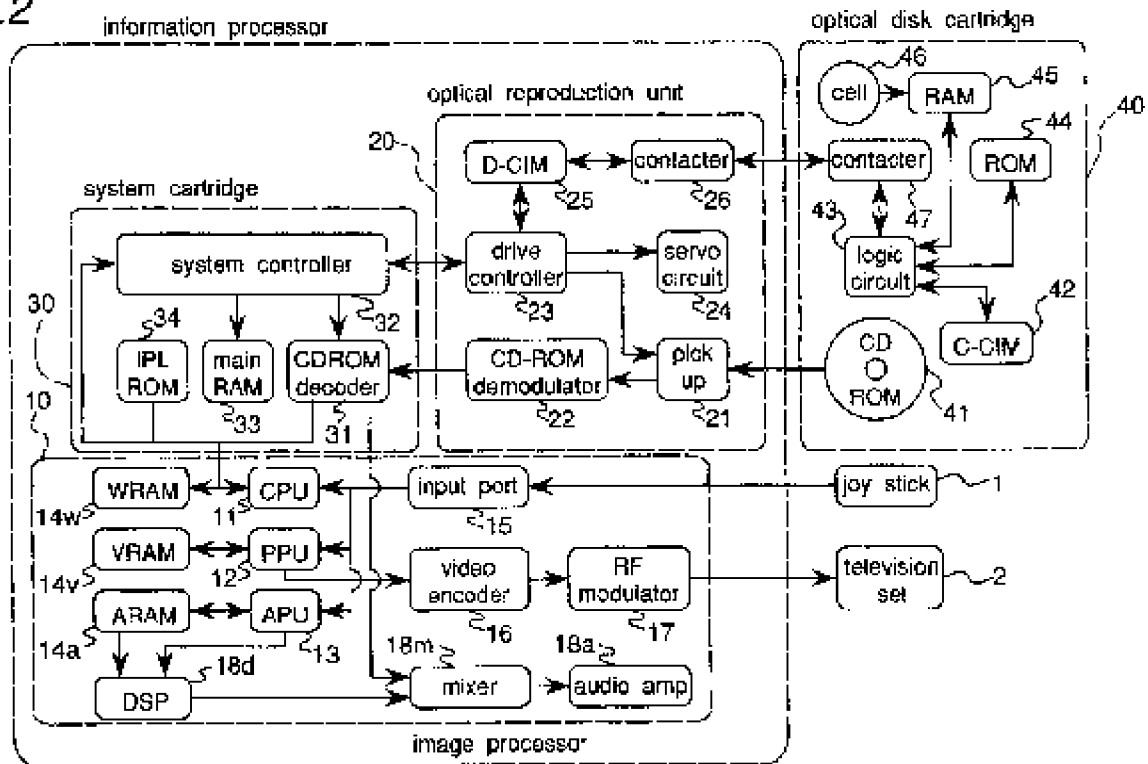 .2
information processor
optical disk cartridge
46
cell
45
RAM
44
ROM
40
optical reproduction unit
20
D-CIM
25
contacter
26
contacter
47
43
logic
circuit
42
C-CIM
CD
ROM
41
system cartridge
system controller
32
30
34
IPL
ROM
main
RAM
33
CDROM
decoder
31
drive
controller
23
servo
circuit
24
CD-ROM
demodulator
22
pick
up
21
10
WRAM
14w
CPU
11
input port
15
joy stick
1
VRAM
14v
PPU
12
video
encoder
16
RF
modulator
17
television
set
2
ARAM
14a
APU
13
18d
DSP
18m
mixer
18a
audio amp
image processor